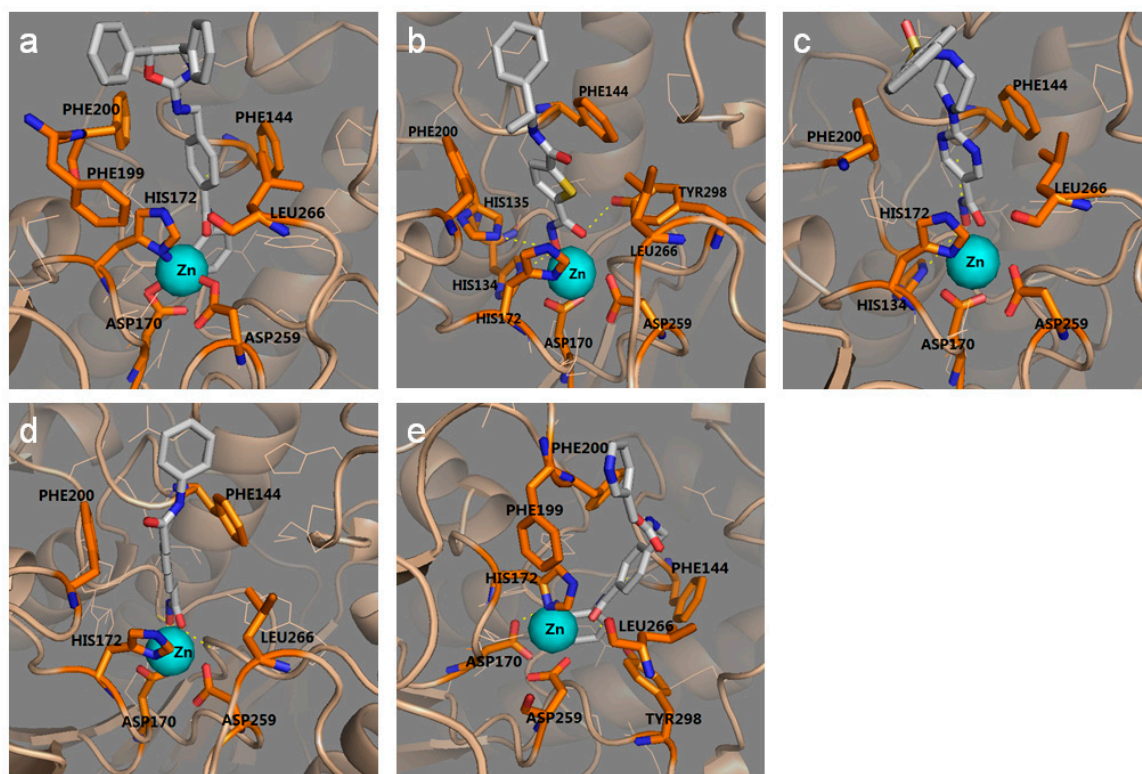 a
PHE200
PHE144
PHE199
HIS172
LEU266
Zn
ASP170
ASP259
b
PHE144
PHE200
HIS135
TYR298
LEU266
Zn
HIS134
HIS172
ASP170
ASP259
c
PHE144
PHE200
LEU266
HIS172
Zn
HIS134
ASP259
ASP170
d
PHE200
PHE144
HIS172
Zn
LEU266
ASP170
ASP259
e
PHE200
PHE199
HIS172
PHE144
Zn
LEU266
ASP170
ASP259
TYR298